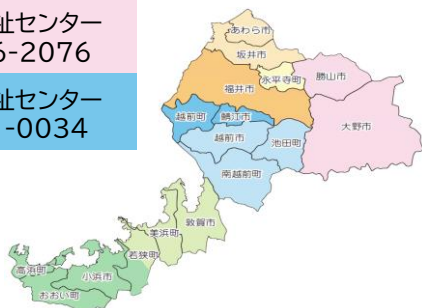 祉センター
6-2076
祉センター
-0034
あわら市
坂井市
永平寺町
勝山市
福井市
越前町
鯖江市
越前市
池田町
大野市
南越前町
敦賀市
美浜町
若狭町
高浜町
小浜市
おおい町